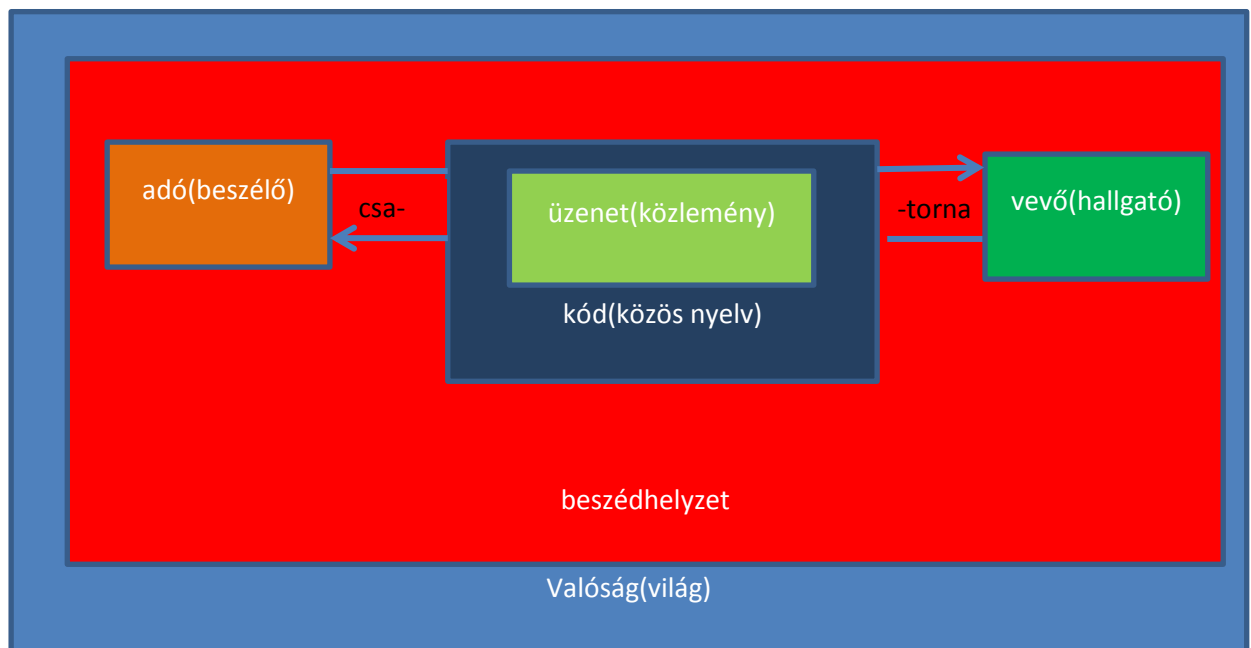 adó(beszélő)
csa-
üzenet(közlemény)
-torna
vevő(hallgató)
kód(közös nyelv)
beszédhelyzet
Valóság(világ)